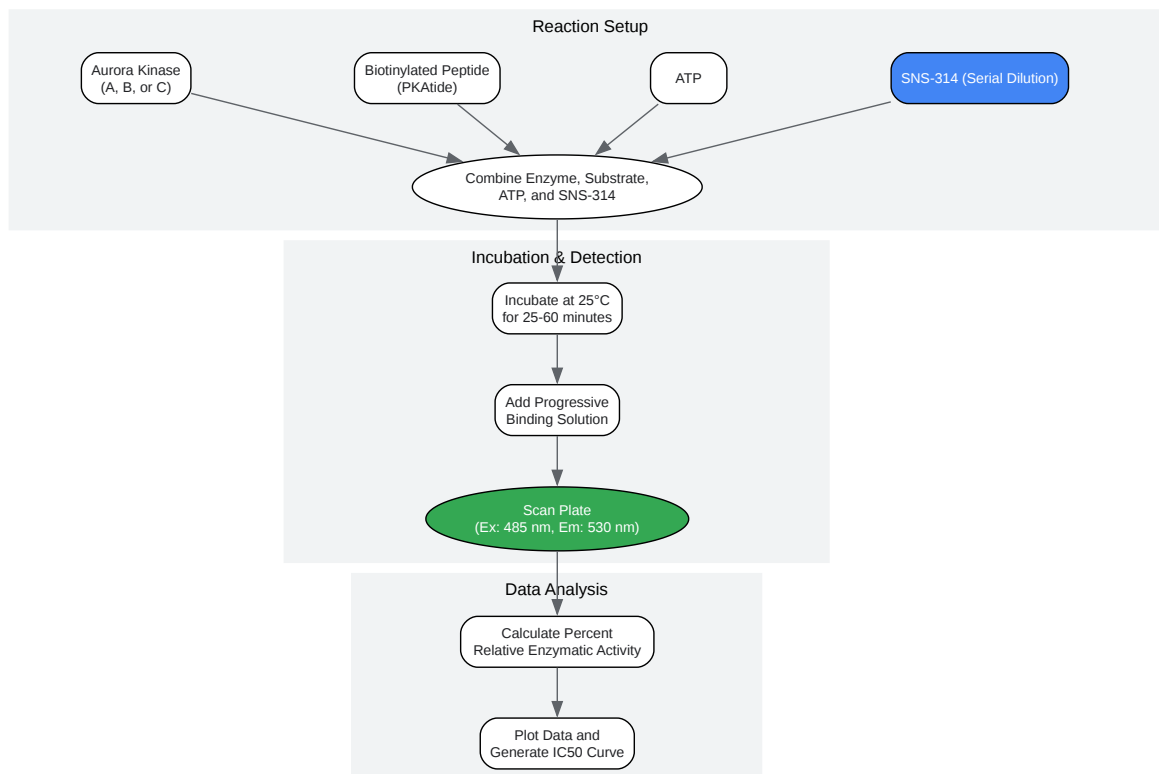 Reaction Setup
Aurora Kinase
(A, B, or C)
Biotinylated Peptide
(PKAtide)
ATP
SNS-314 (Serial Dilution)
Combine Enzyme, Substrate,
ATP, and SNS-314
Incubation & Detection
Incubate at 25°C
for 25-60 minutes
Add Progressive
Binding Solution
Scan Plate
(Ex: 485 nm, Em: 530 nm)
Data Analysis
Calculate Percent
Relative Enzymatic Activity
Plot Data and
Generate IC50 Curve